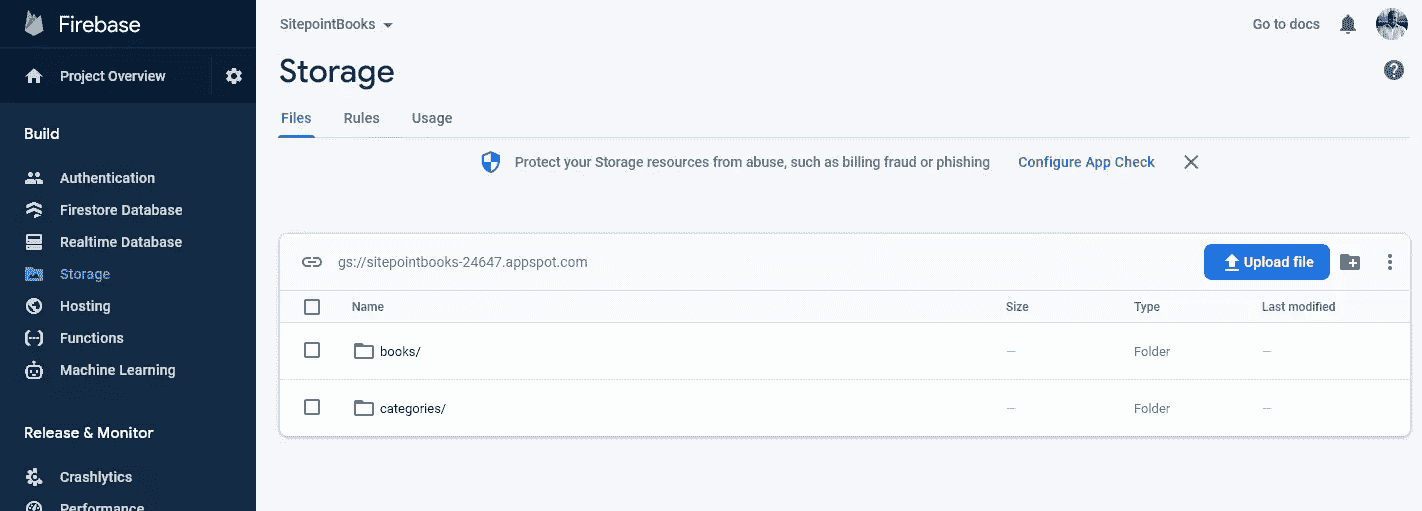 Firebase
Project Overview
Build
Authentication
Firestore Database
Realtime Database
Storage
Hosting
Functions
Machine Learning
Release & Monitor
Crashlytics
Performance
SitepointBooks
Go to docs
Storage
Files Rules Usage
Protect your Storage resources from abuse, such as billing fraud or phishing Configure App Check
gs://sitepointbooks-24647.appspot.com
Upload file
Name Size Type Last modified
books/ — Folder —
categories/ — Folder —